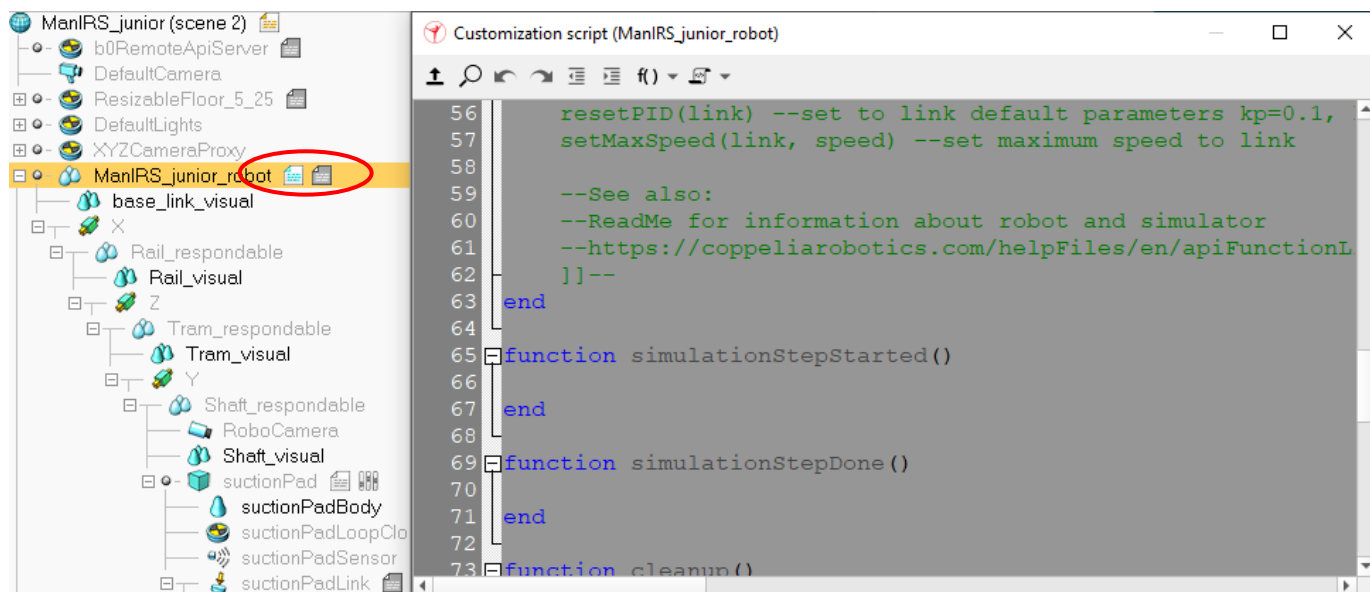 ManIRS_junior (scene 2)
b0RemoteApiServer
DefaultCamera
ResizableFloor_5_25
DefaultLights
XYZCameraProxy
ManIRS_junior_robot
base_link_visual
X
Rail_respondable
Rail_visual
Z
Tram_respondable
Tram_visual
Y
Shaft_respondable
RoboCamera
Shaft_visual
suctionPad
suctionPadBody
suctionPadLoopClo
suctionPadSensor
suctionPadLink
Customization script (ManIRS_junior_robot)
f()
56 resetPID(link) --set to link default parameters kp=0.1,
57 setMaxSpeed(link, speed) --set maximum speed to link
58
59 --See also:
60 --ReadMe for information about robot and simulator
61 --https://coppeliarobotics.com/helpFiles/en/apiFunctionL
62 ]]--
63 end
64
65 function simulationStepStarted()
66
67 end
68
69 function simulationStepDone()
70
71 end
72
73 function cleanup()